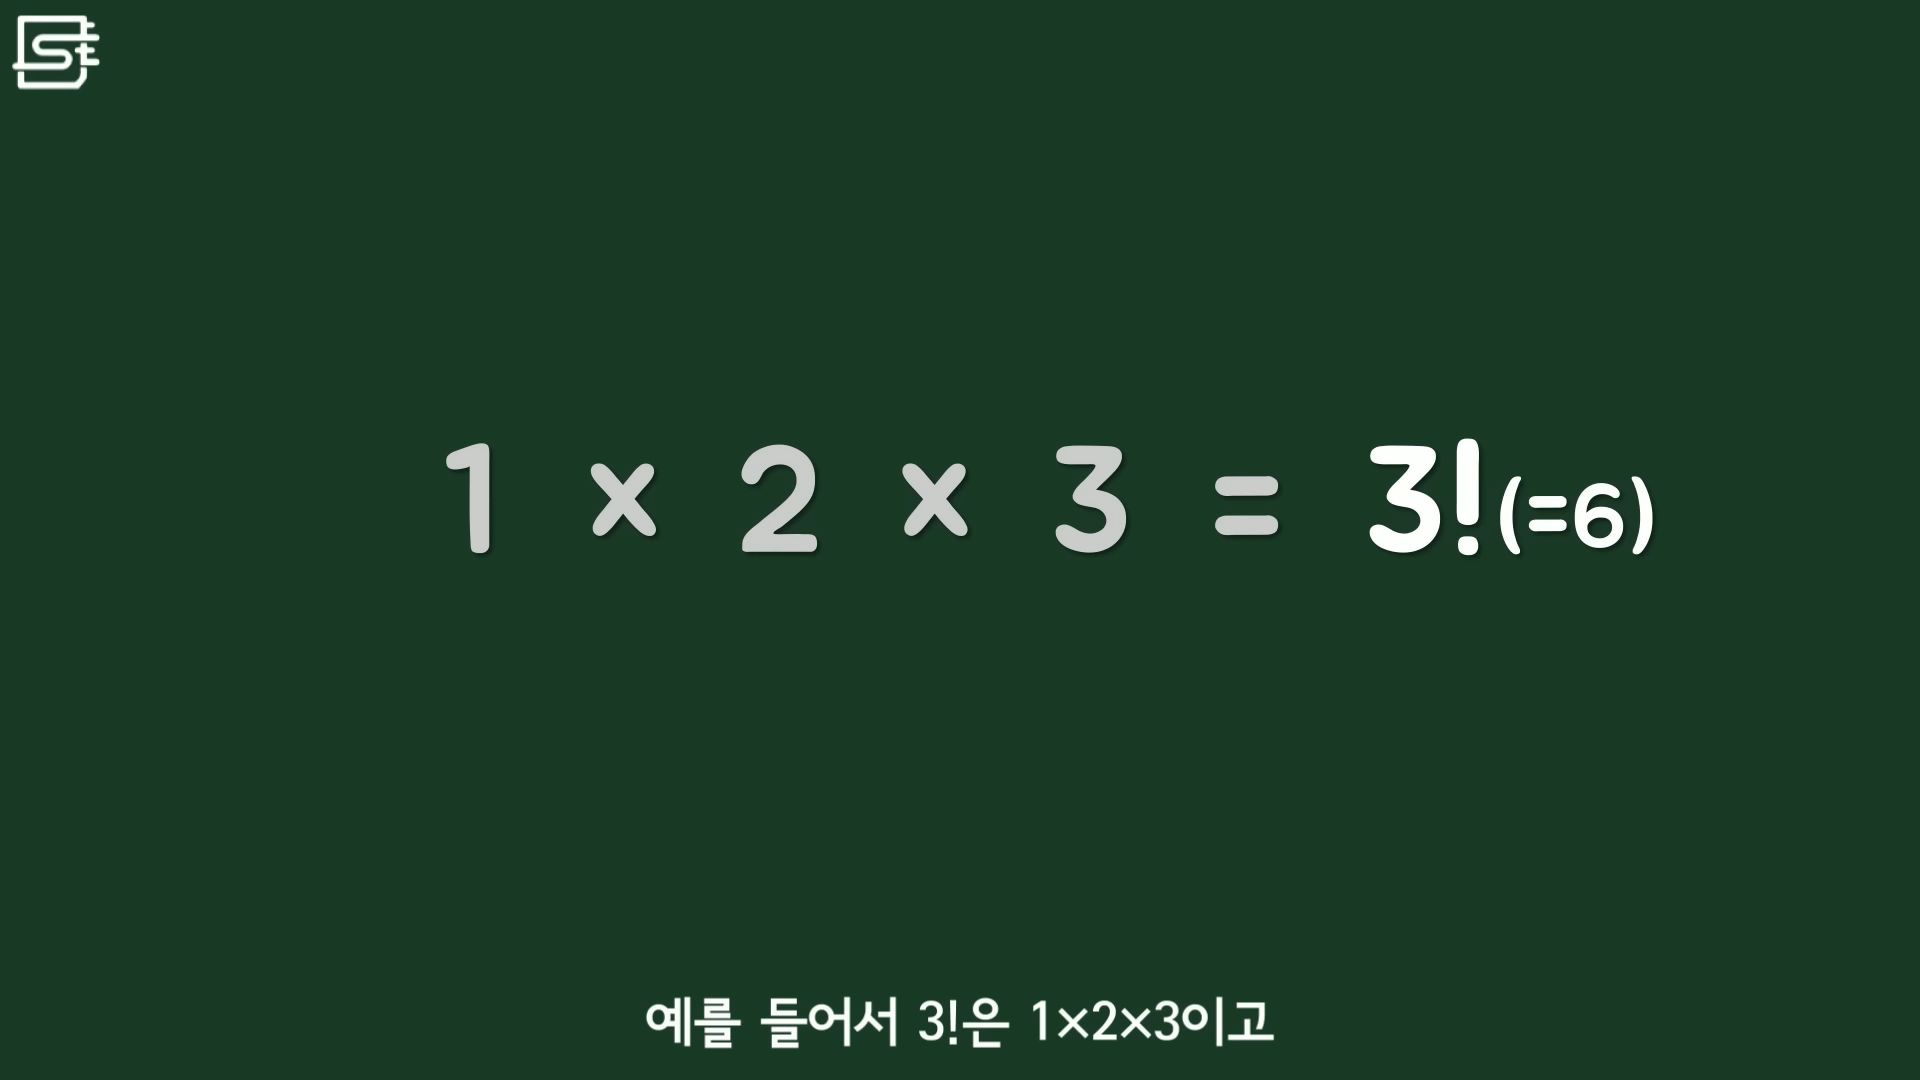 1 × 2 × 3 = 3!(=6)
예를 들어서 3!은 1×2×3이고